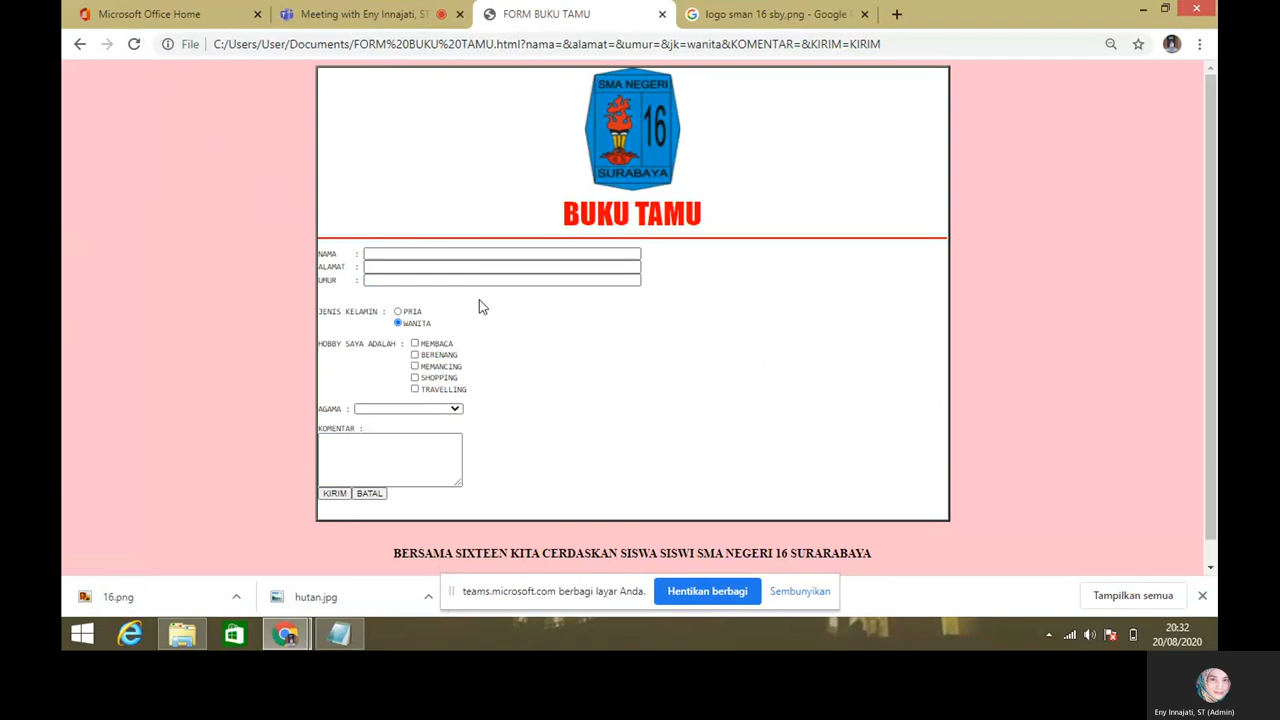 Microsoft Office Home
Meeting with Eny Innajati, ST
FORM BUKU TAMU
logo sman 16 sby,png - Google
File
C:/Users/User/Documents/FORM%20BUKU%20TAMU.html?nama=&alamat=&umur=&jk=wanita&KOMENTAR=&KIRIM=KIRIM
SMA NEGERI
16
SURABAYA
BUKU TAMU
NAMA :
ALAMAT :
UMUR :
JENIS KELAMIN : PRIA
WANITA
HOBBY SAYA ADALAH : MEMBACA
BERENANG
MEMANCING
SHOPPING
TRAVELLING
AGAMA :
KOMENTAR :
KIRIM BATAL
BERSAMA SIXTEEN KITA CERDASKAN SISWA SISWI SMA NEGERI 16 SURARABAYA
teams.microsoft.com berbagi layar Anda.
Hentikan berbagi
Sembunyikan
16.png
hutan.jpg
Tampilkan semua
20:32
20/08/2020
Eny Innajati, ST (Admin)